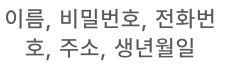 이름, 비밀번호, 전화번
호, 주소, 생년월일